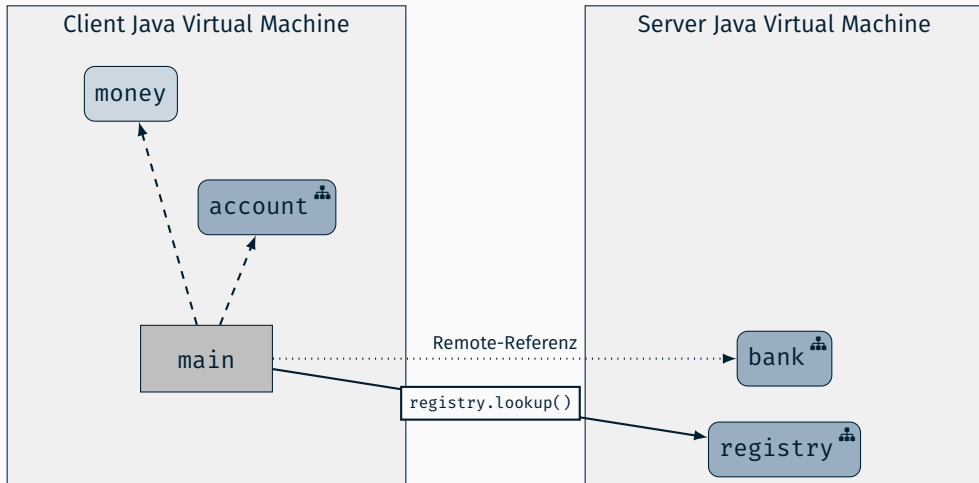 Client Java Virtual Machine
Server Java Virtual Machine
money
account
main
Remote-Referenz
bank
registry.lookup()
registry